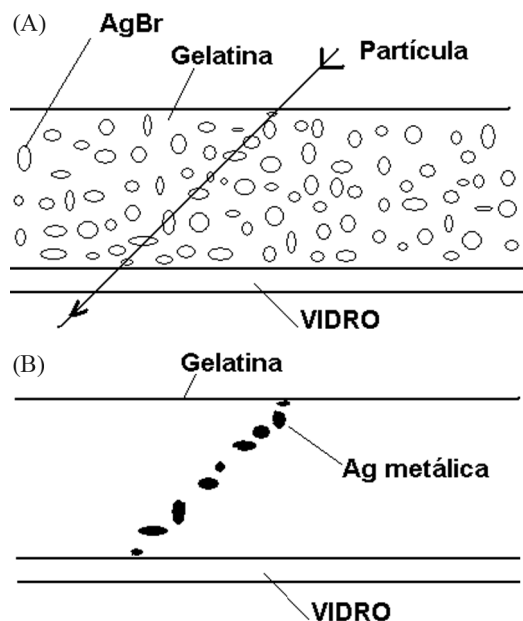 (A)
AgBr
Gelatina
Partícula
VIDRO
(B)
Gelatina
Ag metálica
VIDRO